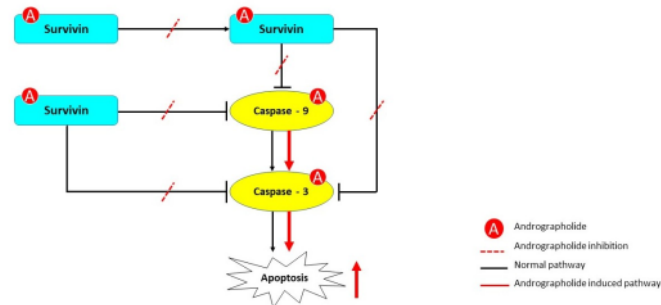 A
Survivin
A
Survivin
A
Survivin
Caspase - 9
A
Caspase - 3
A
Apoptosis
A Andrographolide
Andrographolide inhibition
Normal pathway
Andrographolide induced pathway